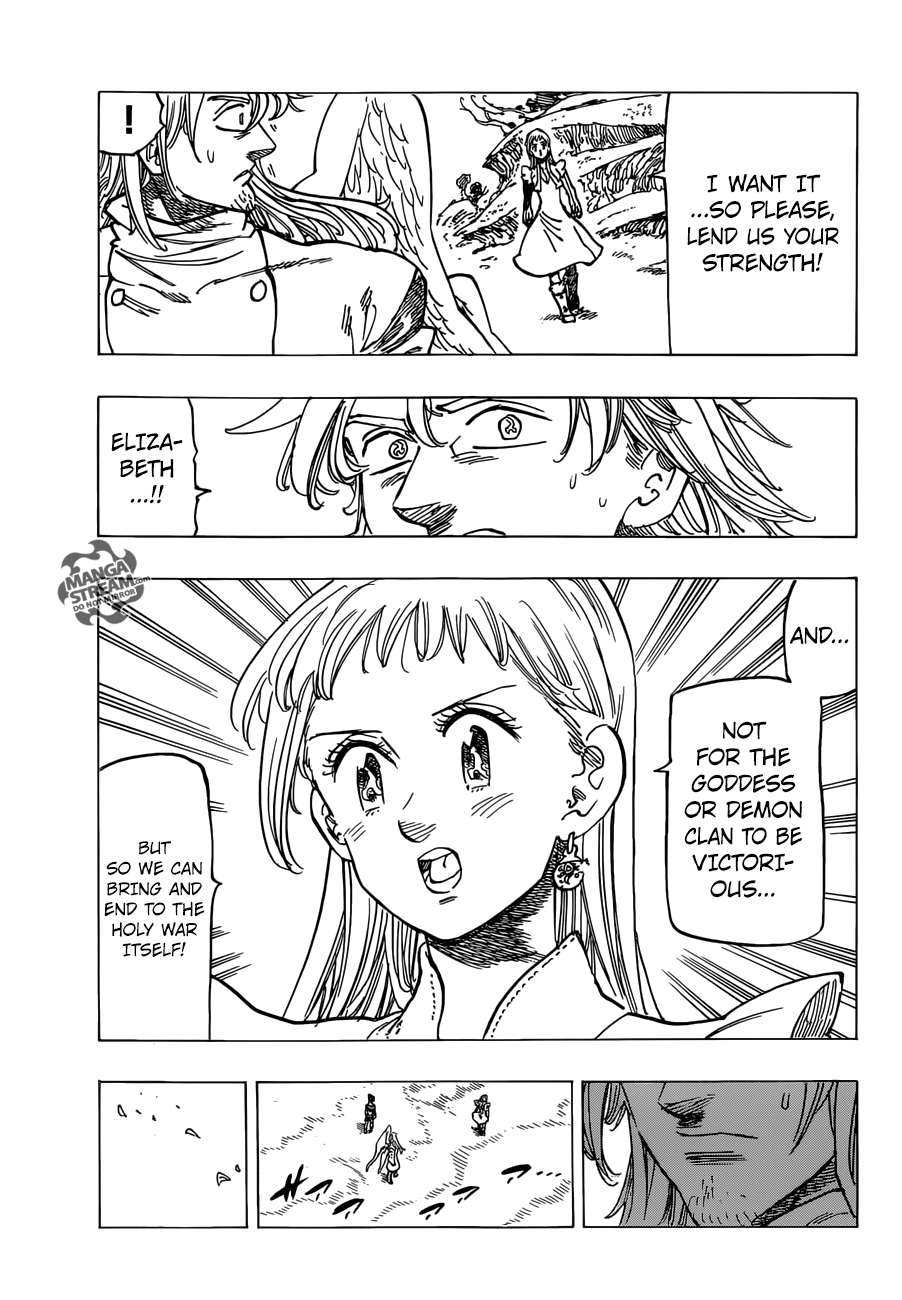 !
I WANT IT
...SO PLEASE,
LEND US YOUR
STRENGTH!
ELIZA-
BETH
...!!
MANGA
STREAM.com
DO NOT MIRROR
AND...
NOT
FOR THE
GODDESS
OR DEMON
CLAN TO BE
VICTORI-
OUS...
BUT
SO WE CAN
BRING AND
END TO THE
HOLY WAR
ITSELF!